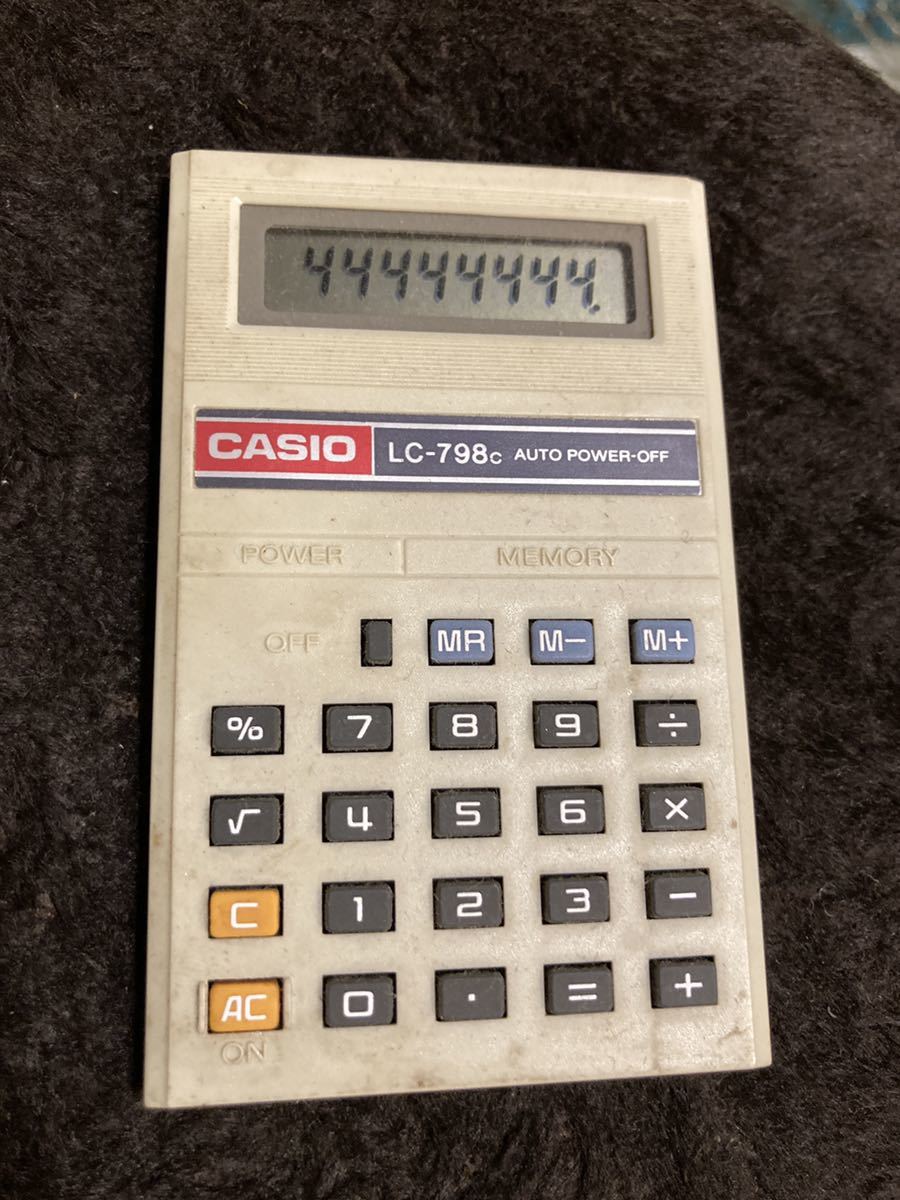 44444444.
CASIO LC-798c AUTO POWER-OFF
POWER MEMORY
OFF MR M− M+
% 7 8 9 ÷
√ 4 5 6 ×
C 1 2 3 −
AC 0 . = +
ON